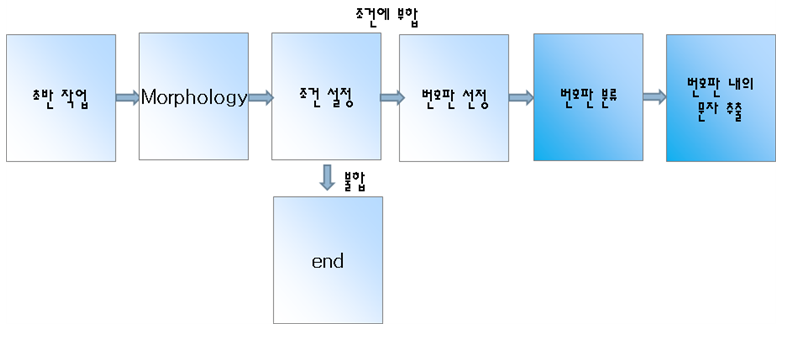 조건에 부합
초반 작업
Morphology
조건 설정
번호판 선정
번호판 분류
번호판 내의
문자 추출
불합
end